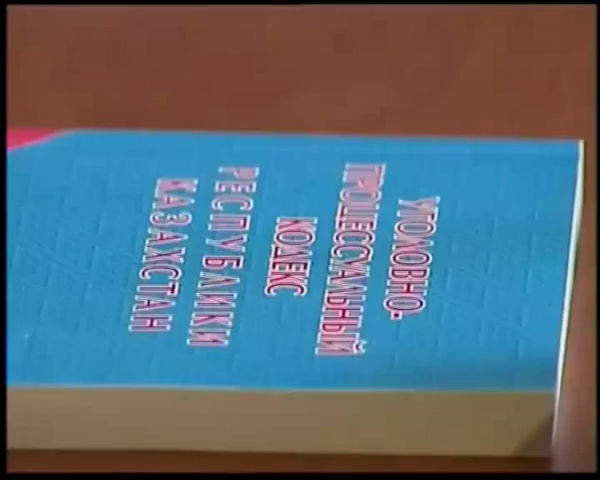 УГОЛОВНО-
ПРОЦЕССУАЛЬНЫЙ
КОДЕКС
РЕСПУБЛИКИ
КАЗАХСТАН